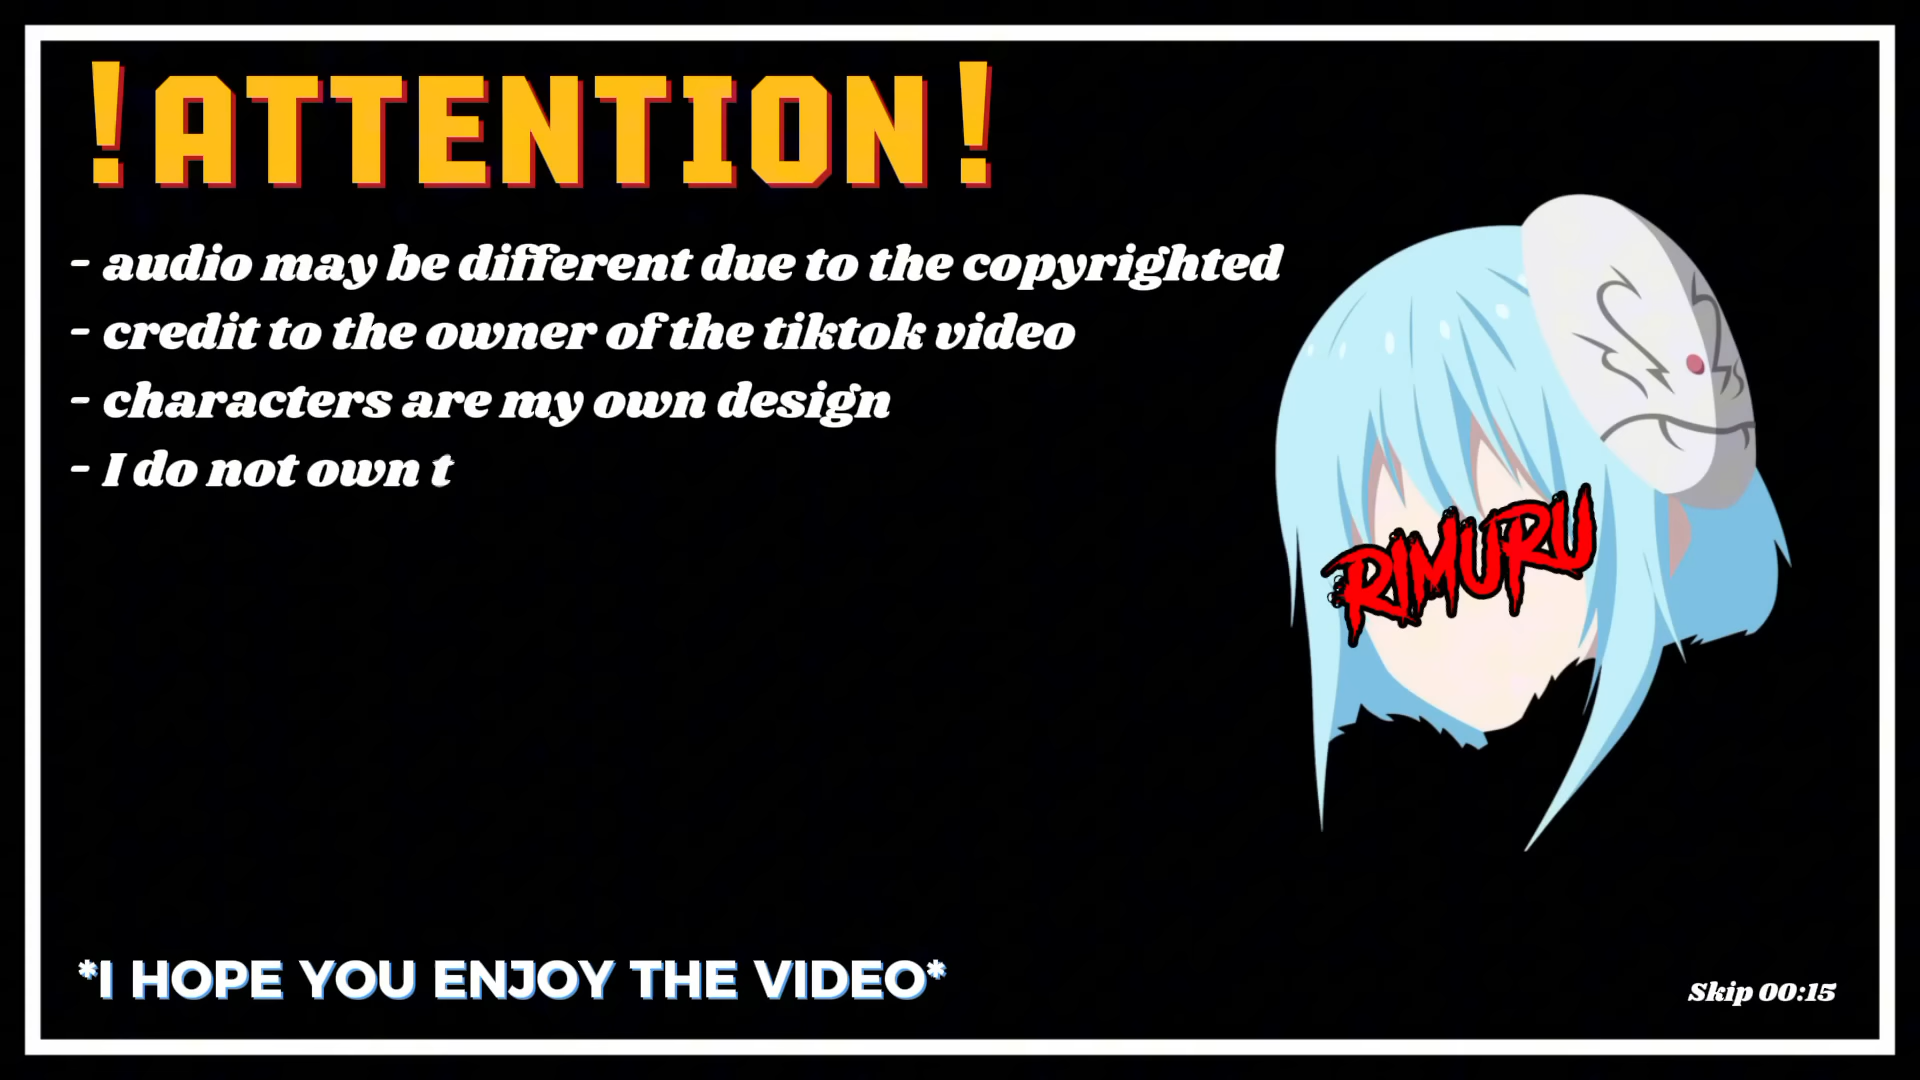 !ATTENTION!
- audio may be different due to the copyrighted
- credit to the owner of the tiktok video
- characters are my own design
- I do not own t
RIMURU
*I HOPE YOU ENJOY THE VIDEO*
Skip 00:15